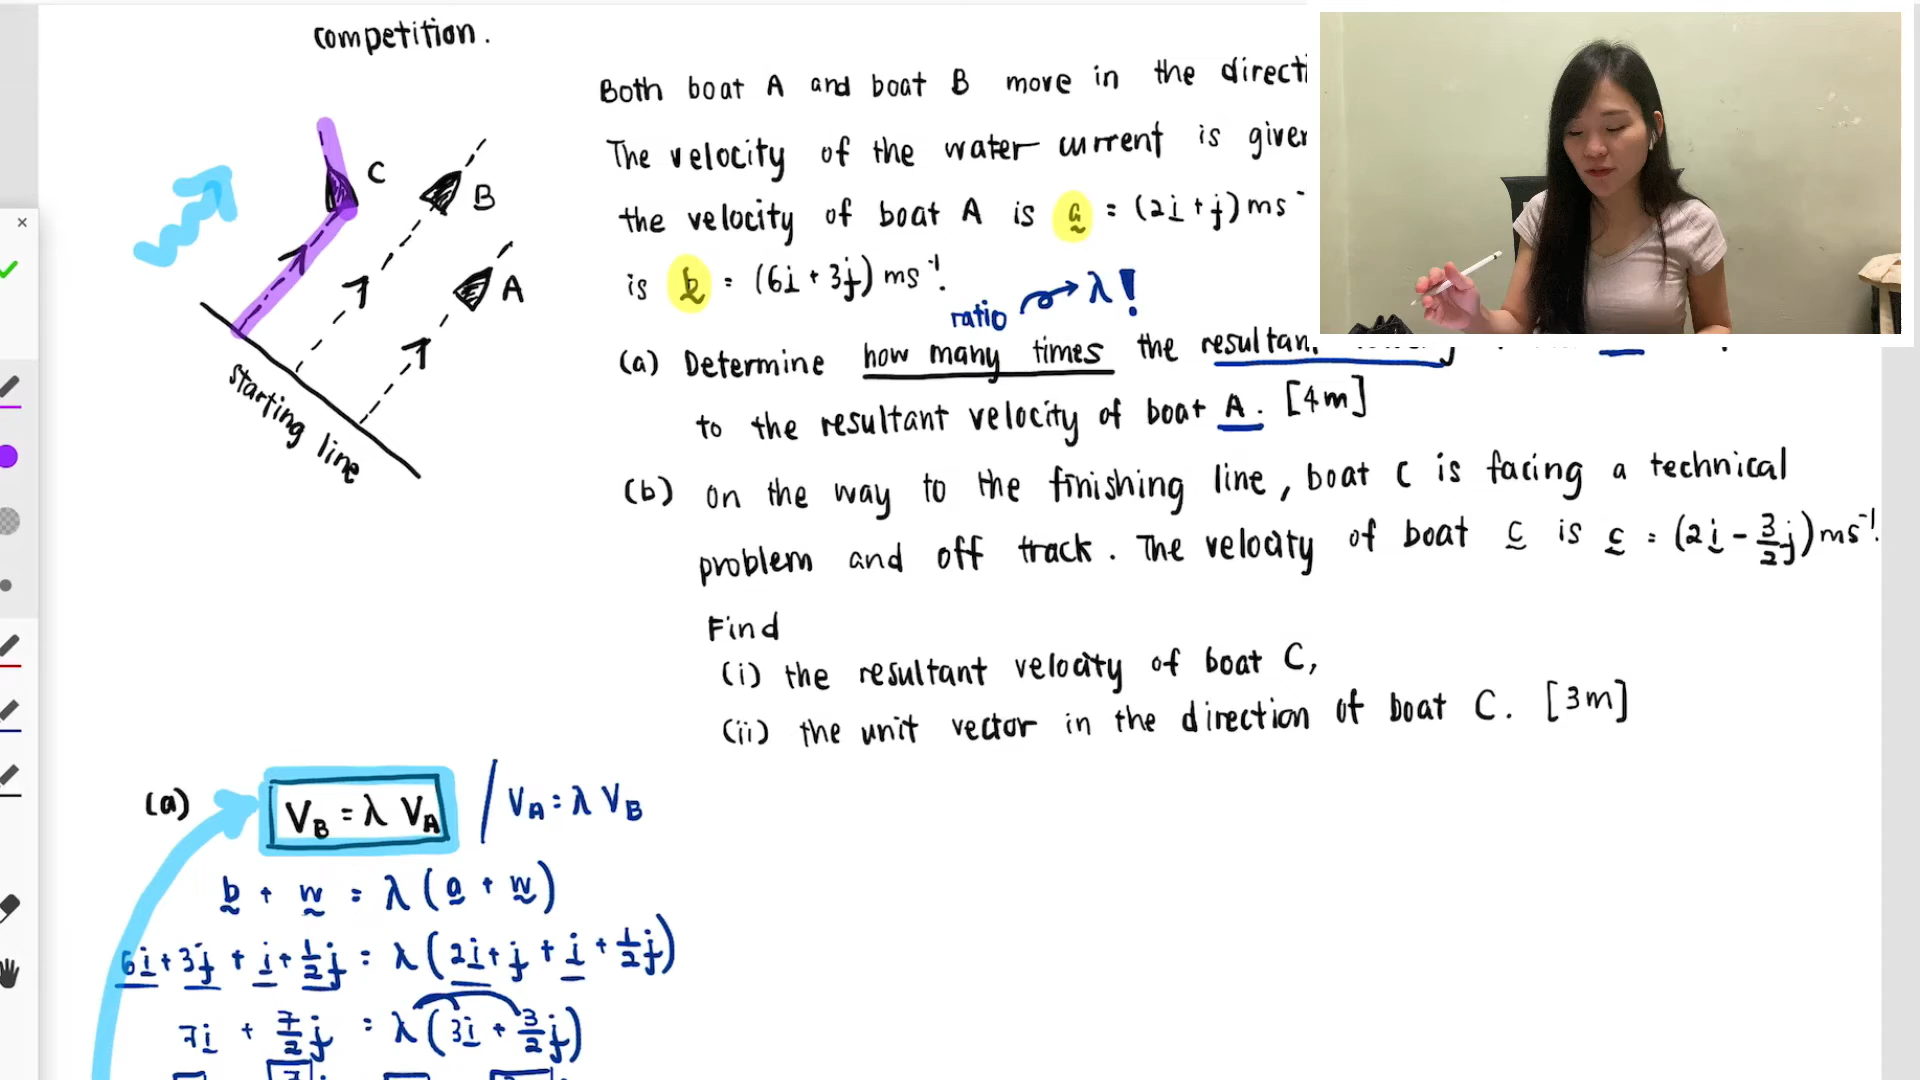 competition.
Both boat A and boat B move in the directi
The velocity of the water current is given
the velocity of boat A is a = (2i + j) ms⁻
is b = (6i + 3j) ms⁻¹.
ratio → λ!
(a) Determine how many times the resultan
to the resultant velocity of boat A. [4m]
(b) on the way to the finishing line, boat C is facing a technical
problem and off track. The velocity of boat C is c = (2i - 3/2 j) ms⁻¹.
Find
(i) the resultant velocity of boat C,
(ii) the unit vector in the direction of boat C. [3m]
C
B
A
starting line
(a) V_B = λ V_A / V_A = λ V_B
b + w = λ (a + w)
6i + 3j + i + 1/2 j = λ (2i + j + i + 1/2 j)
7i + 7/2 j = λ (3i + 3/2 j)